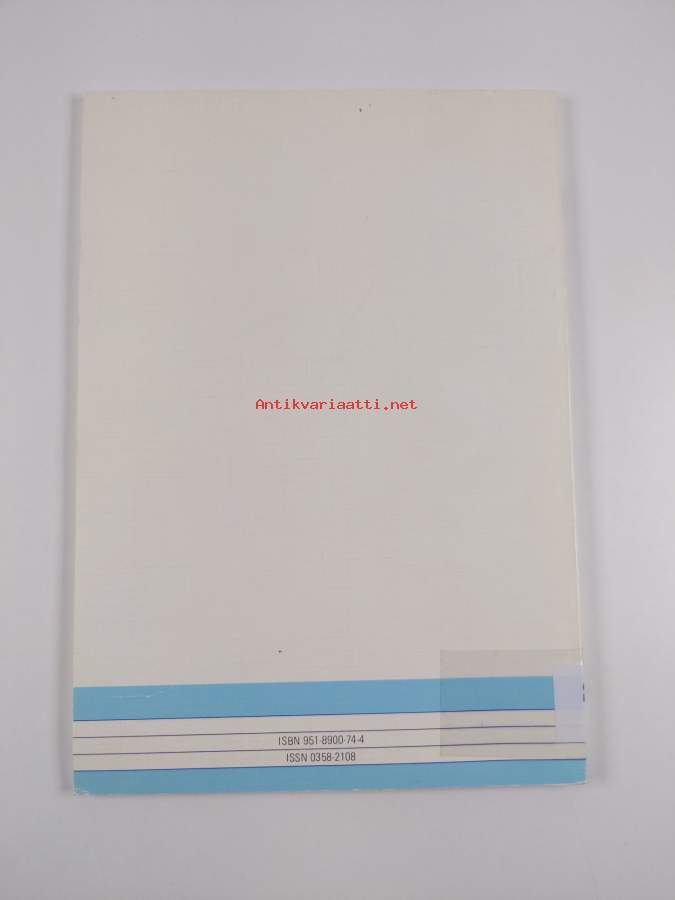 Antikvariaatti.net
ISBN 951-8900-74-4
ISSN 0358-2108